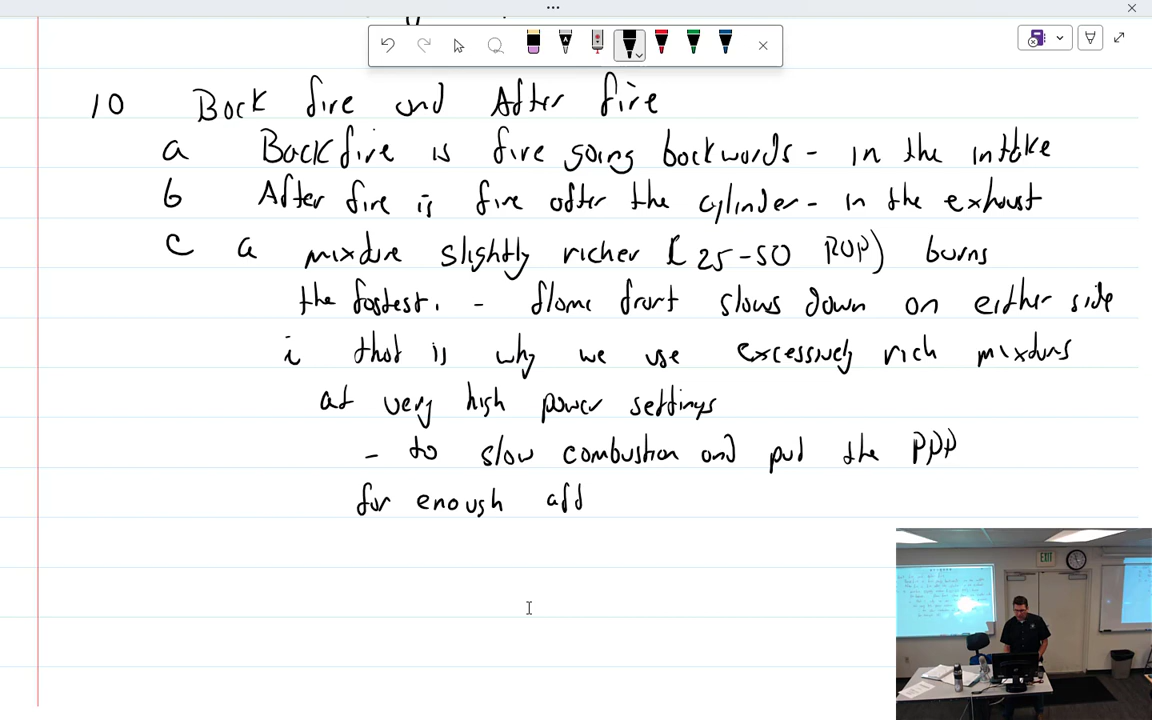 10 Back fire and After fire
a Backfire is fire going backwards - in the intake
b After fire is fire after the cylinder - in the exhaust
c a mixture slightly richer (25-50 ROP) burns
the fastest. - flame front slows down on either side
i that is why we use excessively rich mixtures
at very high power settings
- to slow combustion and put the PPP
far enough aft
EXIT